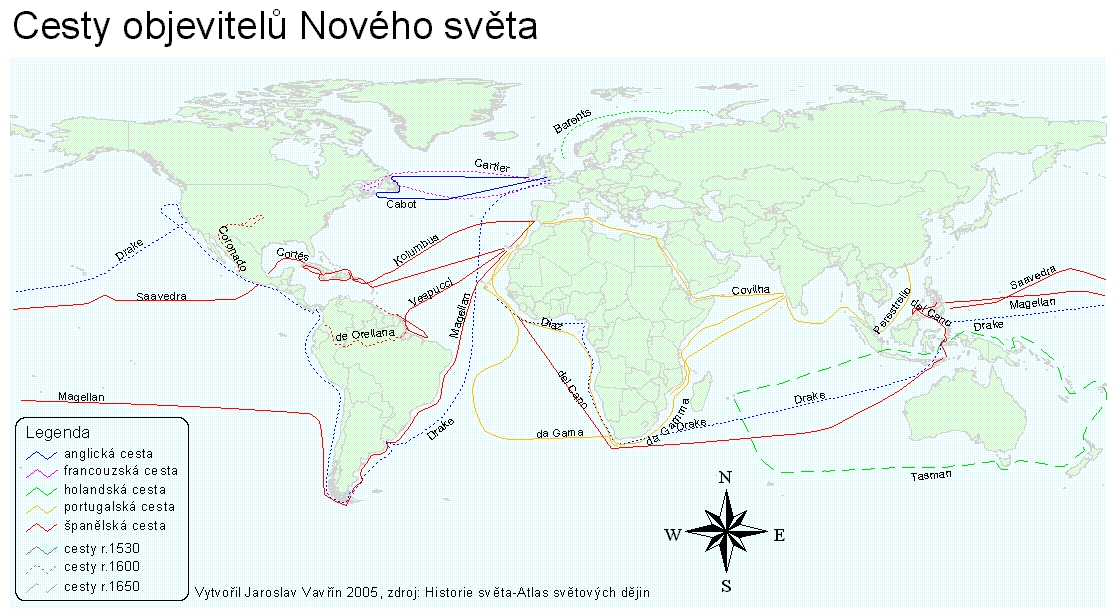 Cesty objevitelů Nového světa
Barents
Cartier
Cabot
Drake
Coronado
Cortés
Kolumbus
Saavedra
Vespucci
Magellan
de Orellana
Diaz
Covilha
Perestrello
del Cano
Saavedra
Magellan
Drake
Magellan
del Cano
Drake
da Gama
da Gamma
Drake
Drake
Tasman
Legenda
anglická cesta
francouzská cesta
holandská cesta
portugalská cesta
španělská cesta
cesty r.1530
cesty r.1600
cesty r.1650
N
W
E
S
Vytvořil Jaroslav Vavřín 2005, zdroj: Historie světa-Atlas světových dějin